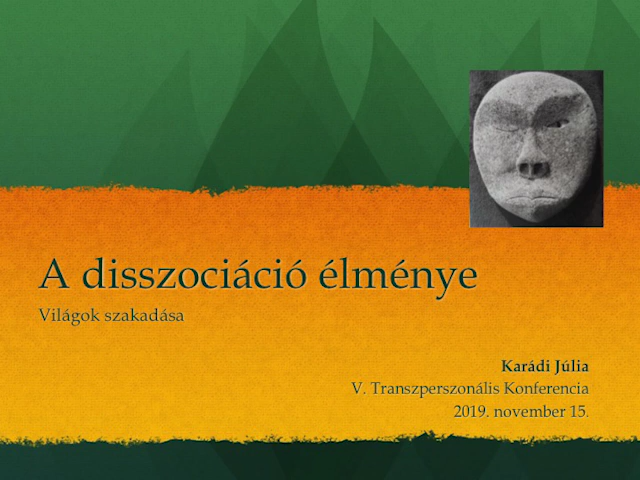 A disszociáció élménye
Világok szakadása
Karádi Júlia
V. Transzperszonális Konferencia
2019. november 15.